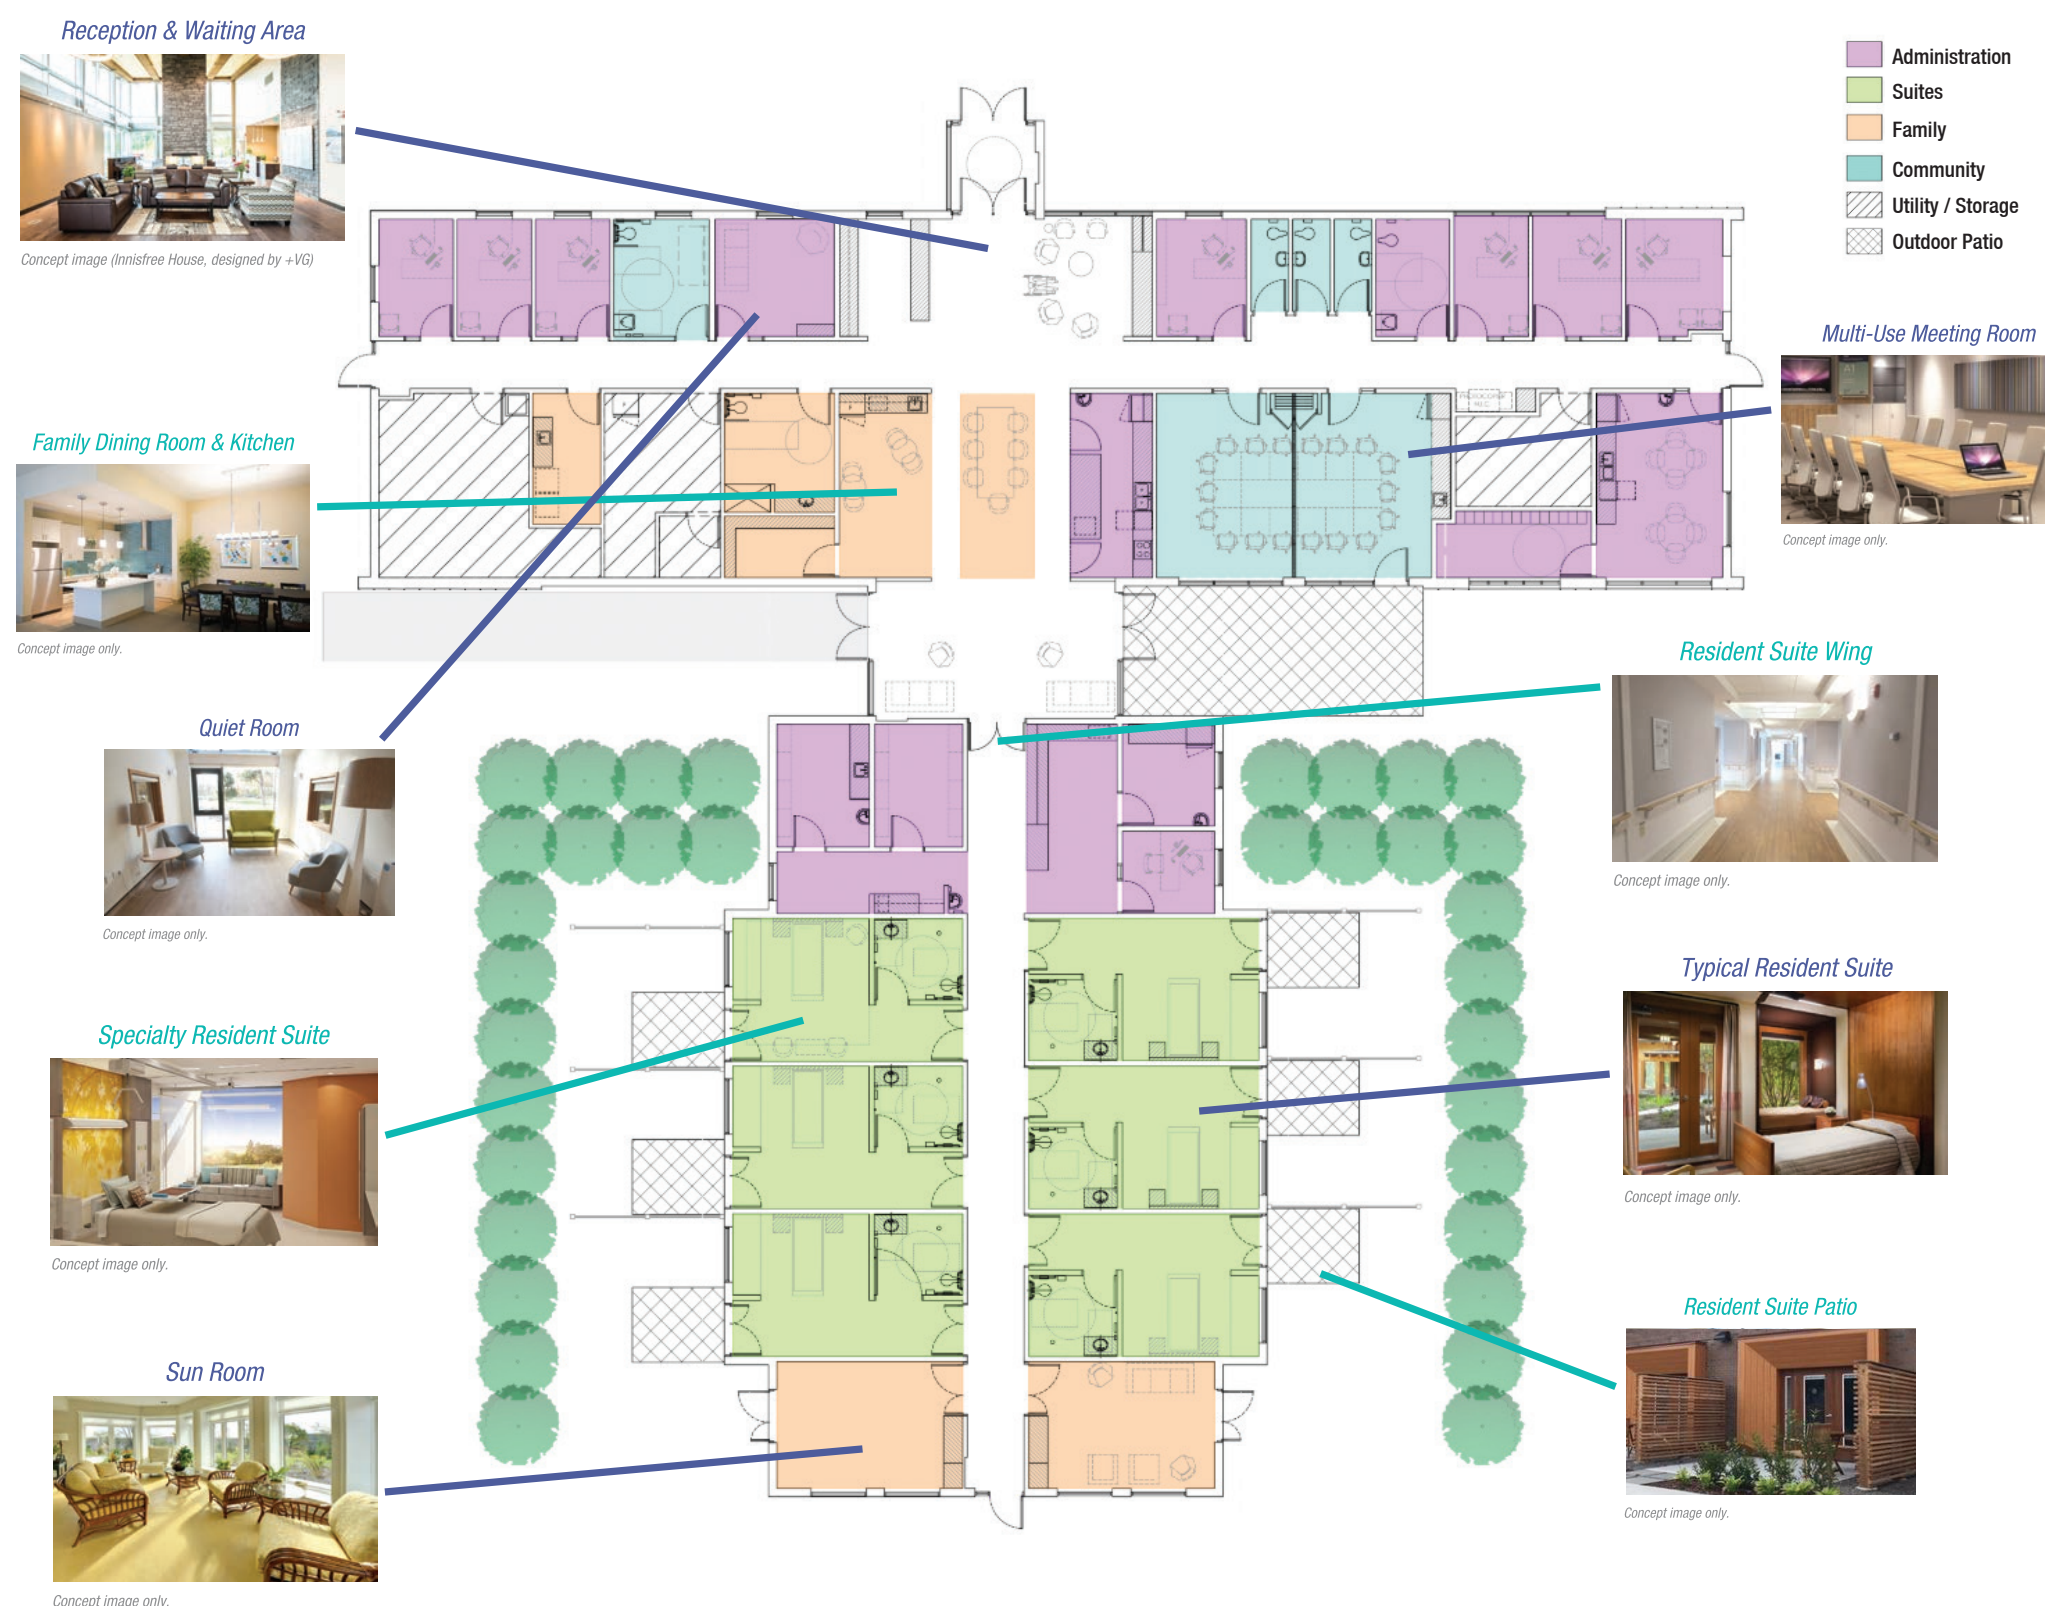 Reception & Waiting Area
Concept image (Innisfree House, designed by +VG)
Administration
Suites
Family
Community
Utility / Storage
Outdoor Patio
Multi-Use Meeting Room
Concept image only.
Family Dining Room & Kitchen
Concept image only.
Resident Suite Wing
Concept image only.
Quiet Room
Concept image only.
Typical Resident Suite
Concept image only.
Specialty Resident Suite
Concept image only.
Resident Suite Patio
Concept image only.
Sun Room
Concept image only.